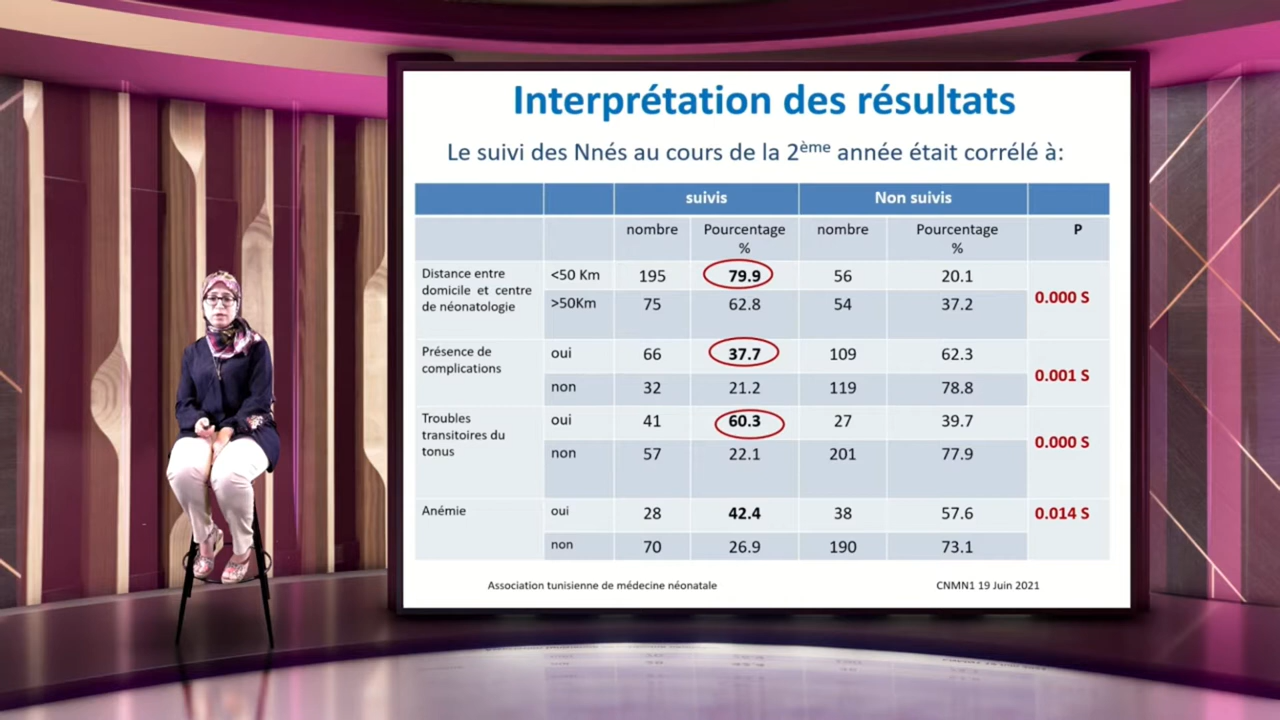 Interprétation des résultats
Le suivi des Nnés au cours de la 2ème année était corrélé à:
suivis Non suivis
nombre Pourcentage % nombre Pourcentage % P
Distance entre domicile et centre de néonatologie <50 Km 195 79.9 56 20.1 0.000 S
>50Km 75 62.8 54 37.2
Présence de complications oui 66 37.7 109 62.3 0.001 S
non 32 21.2 119 78.8
Troubles transitoires du tonus oui 41 60.3 27 39.7 0.000 S
non 57 22.1 201 77.9
Anémie oui 28 42.4 38 57.6 0.014 S
non 70 26.9 190 73.1
Association tunisienne de médecine néonatale CNMN1 19 Juin 2021